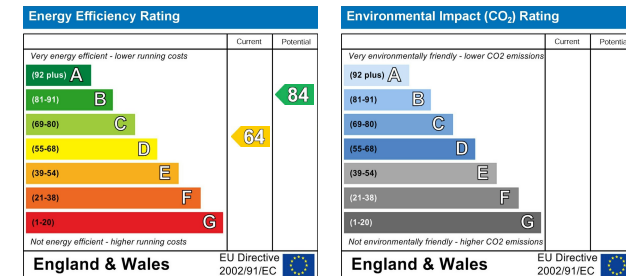 Energy Efficiency Rating
Current Potential
Very energy efficient - lower running costs
(92 plus) A
(81-91) B
84
(69-80) C
64
(55-68) D
(39-54) E
(21-38) F
(1-20) G
Not energy efficient - higher running costs
England & Wales
EU Directive
2002/91/EC
Environmental Impact (CO₂) Rating
Current Potential
Very environmentally friendly - lower CO2 emissions
(92 plus) A
(81-91) B
(69-80) C
(55-68) D
(39-54) E
(21-38) F
(1-20) G
Not environmentally friendly - higher CO2 emissions
England & Wales
EU Directive
2002/91/EC